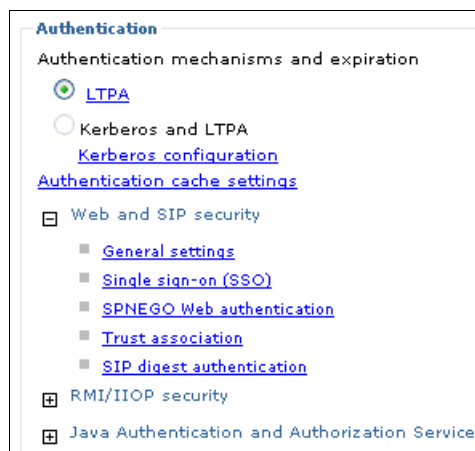 Authentication
Authentication mechanisms and expiration
LTPA
Kerberos and LTPA
Kerberos configuration
Authentication cache settings
Web and SIP security
General settings
Single sign-on (SSO)
SPNEGO Web authentication
Trust association
SIP digest authentication
RMI/IIOP security
Java Authentication and Authorization Service